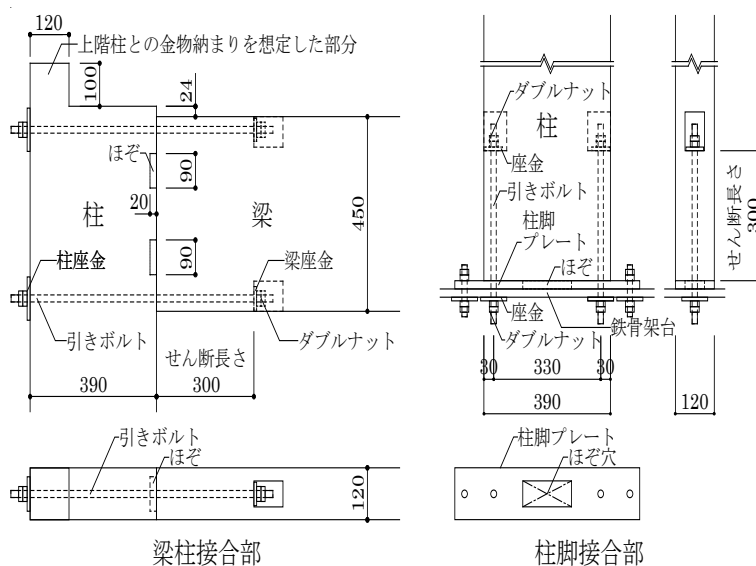 120
上階柱との金物納まりを想定した部分
100
24
ほぞ
90
20
柱
梁
450
90
柱座金
梁座金
引きボルト
せん断長さ
ダブルナット
390
300
引きボルト
ほぞ
120
梁柱接合部
ダブルナット
柱
座金
引きボルト
柱脚
プレート
ほぞ
せん断長さ
300
座金
鉄骨架台
ダブルナット
30
330
30
390
120
柱脚プレート
ほぞ穴
柱脚接合部